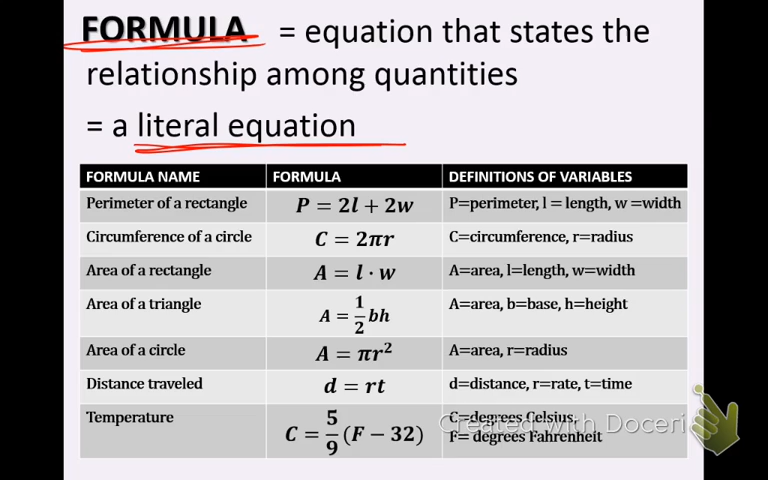 FORMULA = equation that states the
relationship among quantities
= a literal equation
FORMULA NAME FORMULA DEFINITIONS OF VARIABLES
Perimeter of a rectangle P = 2l + 2w P=perimeter, l = length, w =width
Circumference of a circle C = 2πr C=circumference, r=radius
Area of a rectangle A = l · w A=area, l=length, w=width
Area of a triangle A = 1/2 bh A=area, b=base, h=height
Area of a circle A = πr² A=area, r=radius
Distance traveled d = rt d=distance, r=rate, t=time
Temperature C = 5/9 (F − 32) C=degrees Celsius,
F= degrees Fahrenheit
Created with Doceri